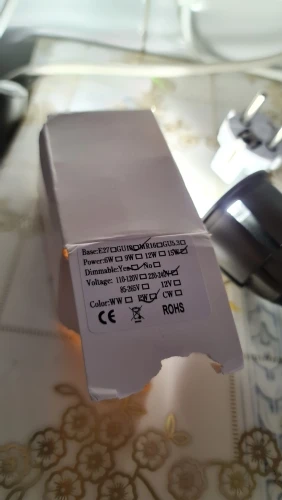 Base:E27☐GU10☑MR16☐GU5.3☐
Power:6W☐ 9W☐ 12W☐ 15W☑
Dimmable:Yes☑ No☐
Voltage: 110-120V☐ 220-240V☑
85-265V☐ 12V☐
Color:WW☐ ☑ CW☐
CE ROHS